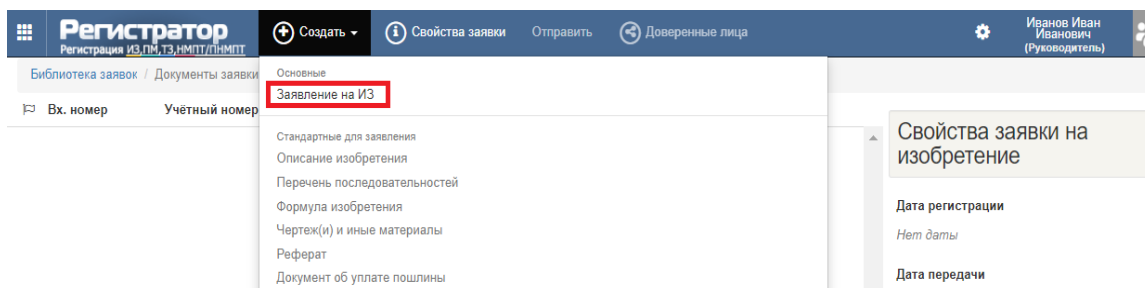 Регистратор
Регистрация ИЗ,ПМ,ТЗ,НМПТ/ПНМПТ
Создать
Свойства заявки
Отправить
Доверенные лица
Иванов Иван
Иванович
(Руководитель)
Библиотека заявок / Документы заявки
Вх. номер
Учётный номер
Основные
Заявление на ИЗ
Стандартные для заявления
Описание изобретения
Перечень последовательностей
Формула изобретения
Чертеж(и) и иные материалы
Реферат
Документ об уплате пошлины
Свойства заявки на
изобретение
Дата регистрации
Нет даты
Дата передачи